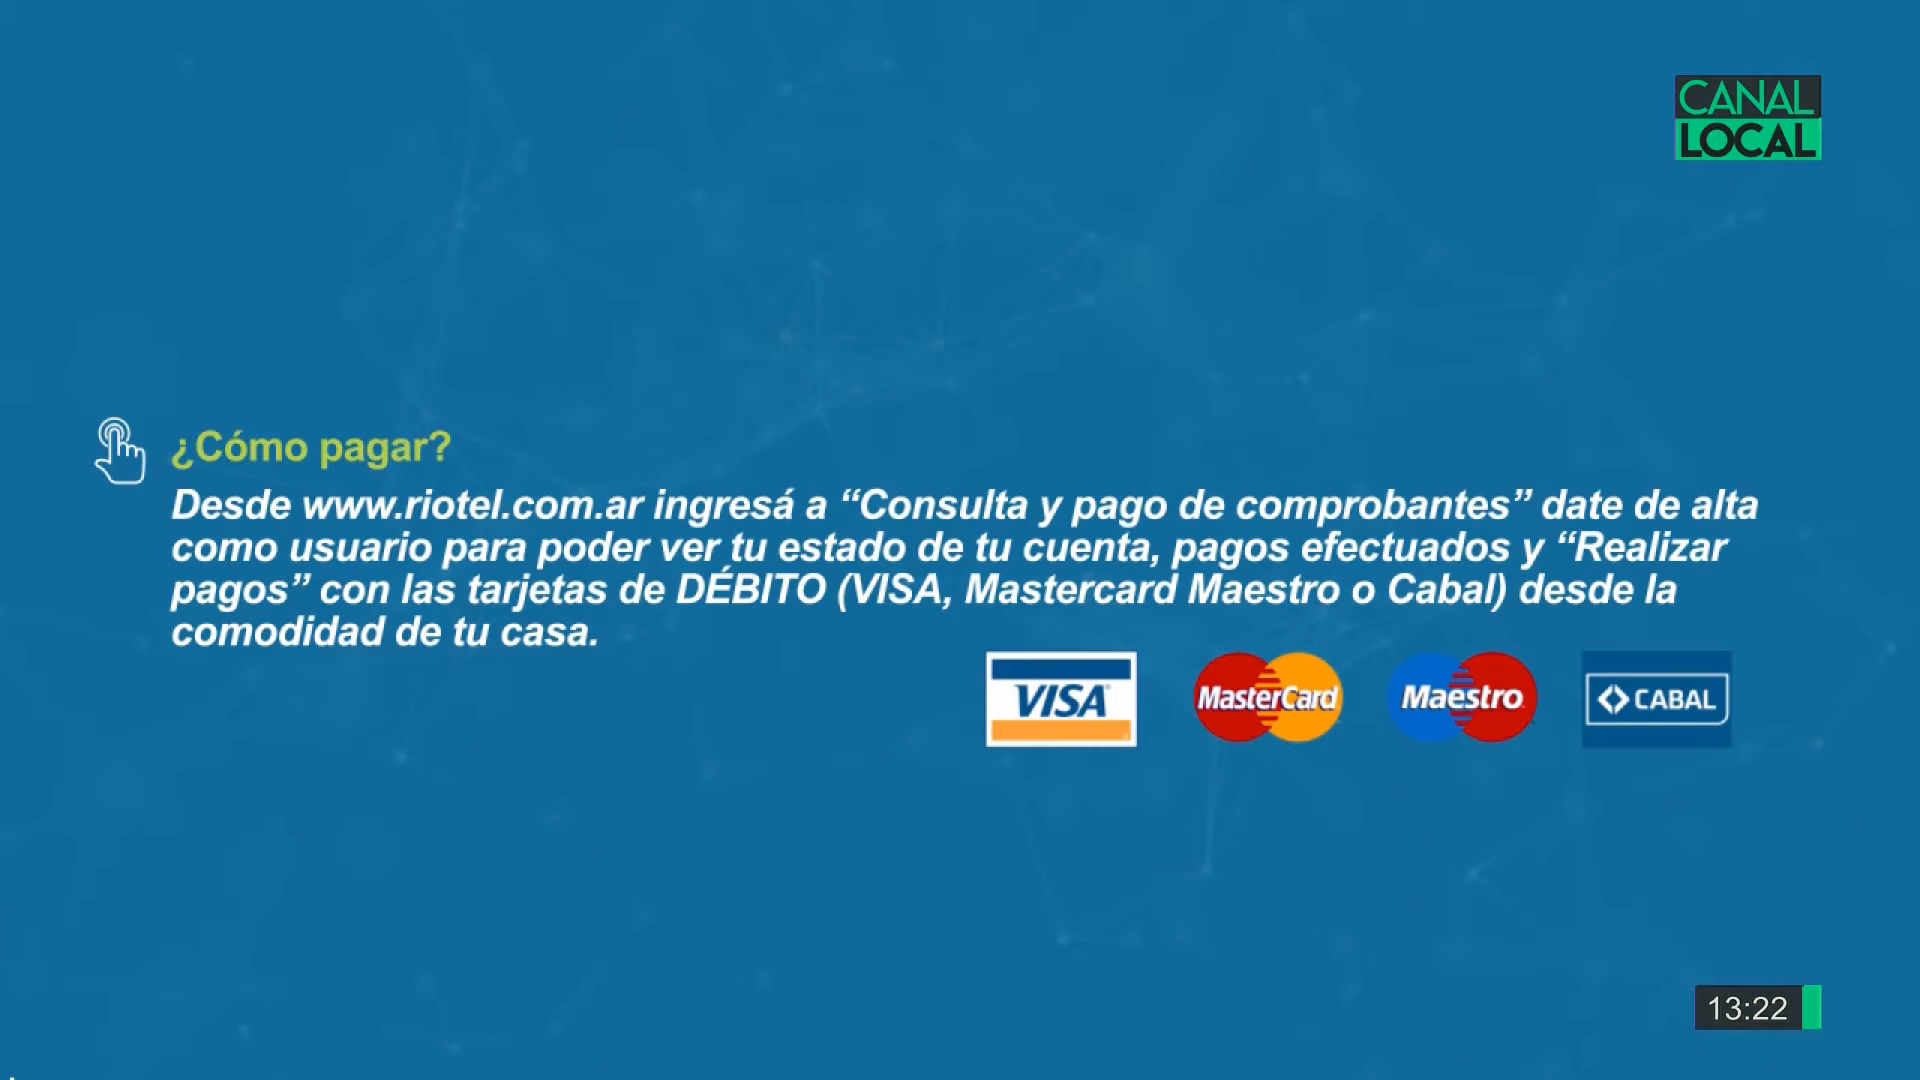 CANAL
LOCAL
¿Cómo pagar?
Desde www.riotel.com.ar ingresá a “Consulta y pago de comprobantes” date de alta
como usuario para poder ver tu estado de tu cuenta, pagos efectuados y “Realizar
pagos” con las tarjetas de DÉBITO (VISA, Mastercard Maestro o Cabal) desde la
comodidad de tu casa.
VISA MasterCard Maestro CABAL
13:22